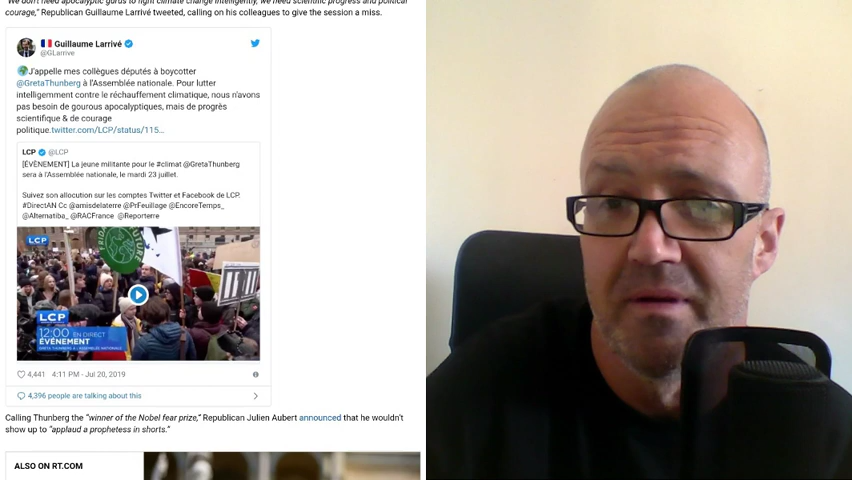 "We don't need apocalyptic gurus to fight climate change intelligently, we need scientific progress and political
courage," Republican Guillaume Larrivé tweeted, calling on his colleagues to give the session a miss.
Guillaume Larrivé
@GLarrive
J'appelle mes collègues députés à boycotter
@GretaThunberg à l'Assemblée nationale. Pour lutter
intelligemment contre le réchauffement climatique, nous n'avons
pas besoin de gourous apocalyptiques, mais de progrès
scientifique & de courage
politique.twitter.com/LCP/status/115…
LCP @LCP
[ÉVÈNEMENT] La jeune militante pour le #climat @GretaThunberg
sera à l'Assemblée nationale, le mardi 23 juillet.
Suivez son allocution sur les comptes Twitter et Facebook de LCP.
#DirectAN Cc @amisdelaterre @PrFeuillage @EncoreTemps_
@Alternatiba_ @RACFrance @Reporterre
LCP
LCP
12:00 EN DIRECT
ÉVÉNEMENT
GRETA THUNBERG À L'ASSEMBLÉE NATIONALE
4,441 4:11 PM - Jul 20, 2019
4,396 people are talking about this
Calling Thunberg the "winner of the Nobel fear prize," Republican Julien Aubert announced that he wouldn't
show up to "applaud a prophetess in shorts."
ALSO ON RT.COM